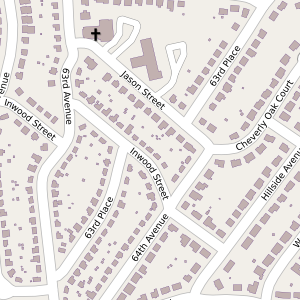 63rd Avenue
Jason Street
63rd Place
Cheverly Oak Court
Inwood Street
Inwood Street
Hillside Avenue
63rd Place
64th Avenue